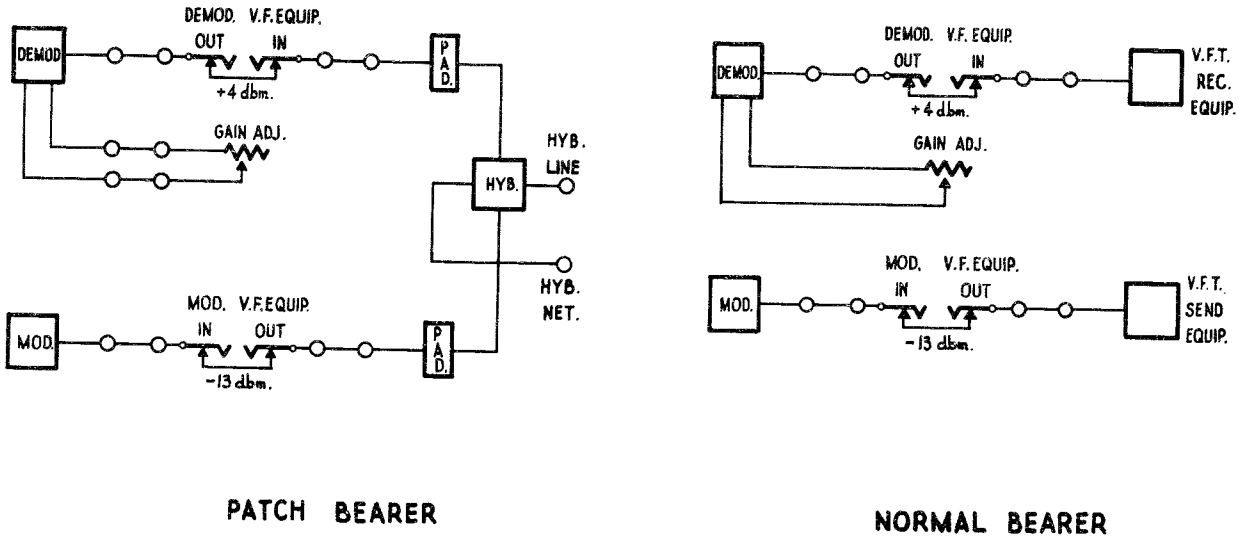 DEMOD. V.F.EQUIP.
OUT IN
DEMOD
+4 dbm.
PAD.
GAIN ADJ.
HYB.
LINE
HYB.
HYB.
NET.
MOD. V.F.EQUIP.
IN OUT
MOD.
-13 dbm.
PAD.
PATCH BEARER
DEMOD. V.F.EQUIP.
OUT IN
DEMOD.
+4 dbm.
V.F.T.
REC.
EQUIP.
GAIN ADJ.
MOD. V.F.EQUIP.
IN OUT
MOD.
-13 dbm.
V.F.T.
SEND
EQUIP.
NORMAL BEARER